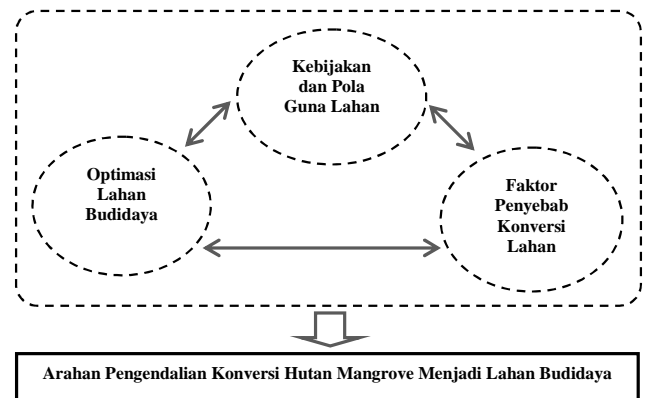 Kebijakan
dan Pola
Guna Lahan
Optimasi
Lahan
Budidaya
Faktor
Penyebab
Konversi
Lahan
Arahan Pengendalian Konversi Hutan Mangrove Menjadi Lahan Budidaya